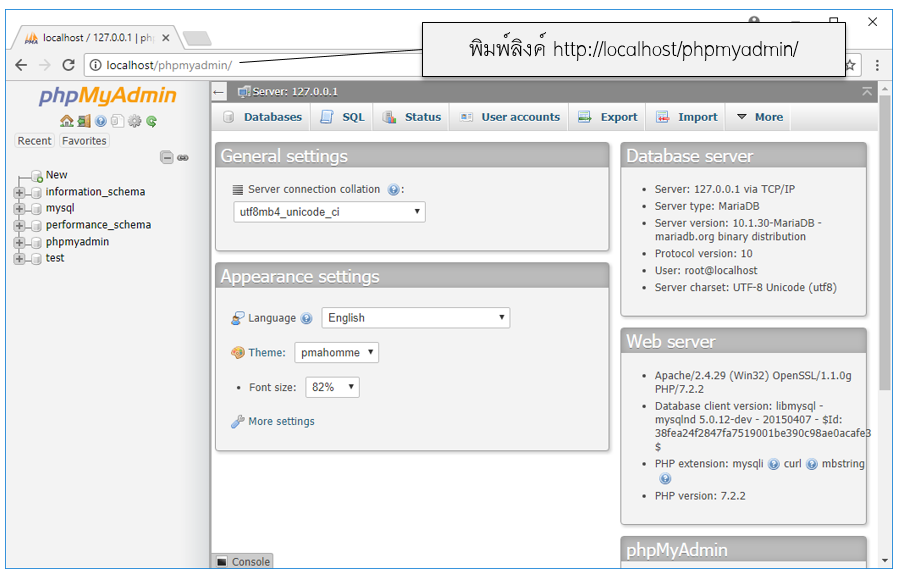 localhost / 127.0.0.1 | ph
พิมพ์ลิงค์ http://localhost/phpmyadmin/
localhost/phpmyadmin/
phpMyAdmin
Recent Favorites
New
information_schema
mysql
performance_schema
phpmyadmin
test
Server: 127.0.0.1
Databases SQL Status User accounts Export Import More
General settings
Server connection collation :
utf8mb4_unicode_ci
Appearance settings
Language English
Theme: pmahomme
Font size: 82%
More settings
Database server
Server: 127.0.0.1 via TCP/IP
Server type: MariaDB
Server version: 10.1.30-MariaDB -
mariadb.org binary distribution
Protocol version: 10
User: root@localhost
Server charset: UTF-8 Unicode (utf8)
Web server
Apache/2.4.29 (Win32) OpenSSL/1.1.0g
PHP/7.2.2
Database client version: libmysql -
mysqlnd 5.0.12-dev - 20150407 - $Id:
38fea24f2847fa7519001be390c98ae0acafe3
$
PHP extension: mysqli curl mbstring
PHP version: 7.2.2
phpMyAdmin
Console